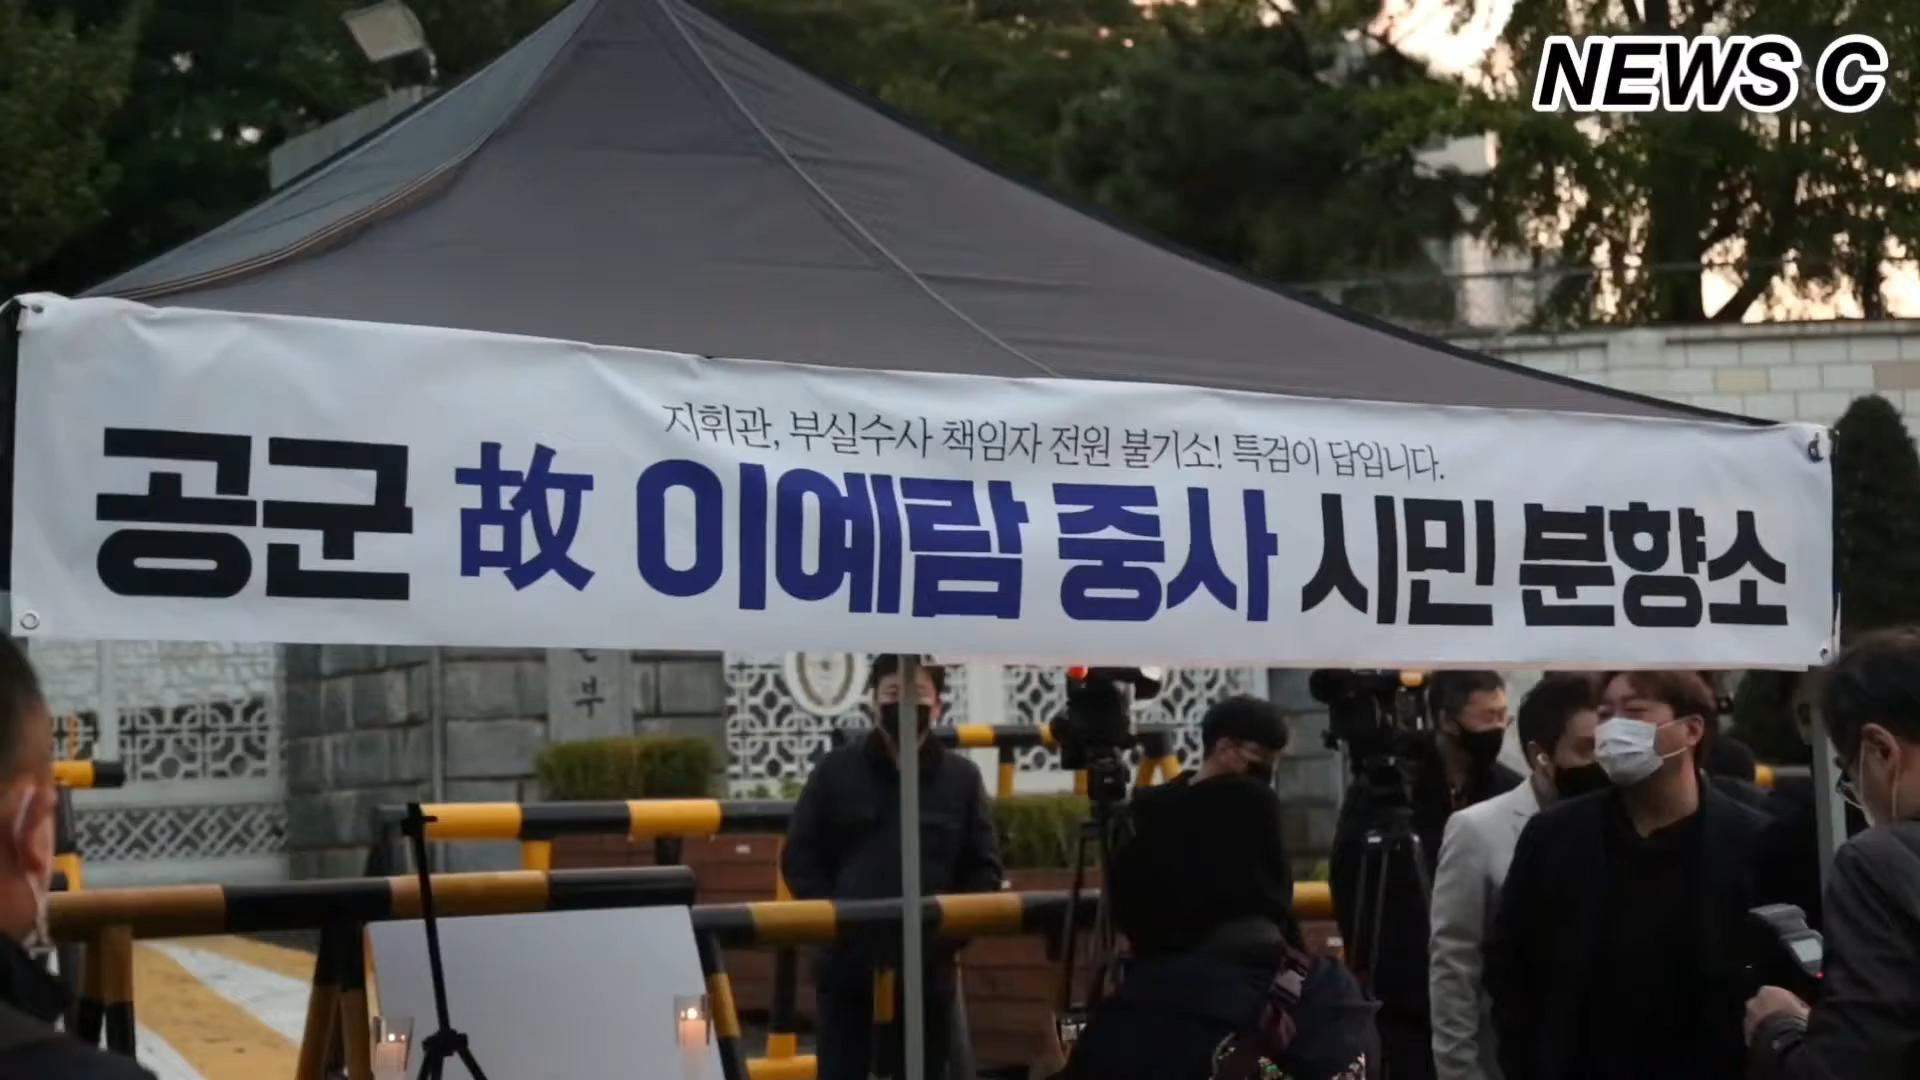 NEWS C
지휘관, 부실수사 책임자 전원 불기소! 특검이 답입니다.
공군 故 이예람 중사 시민 분향소
부